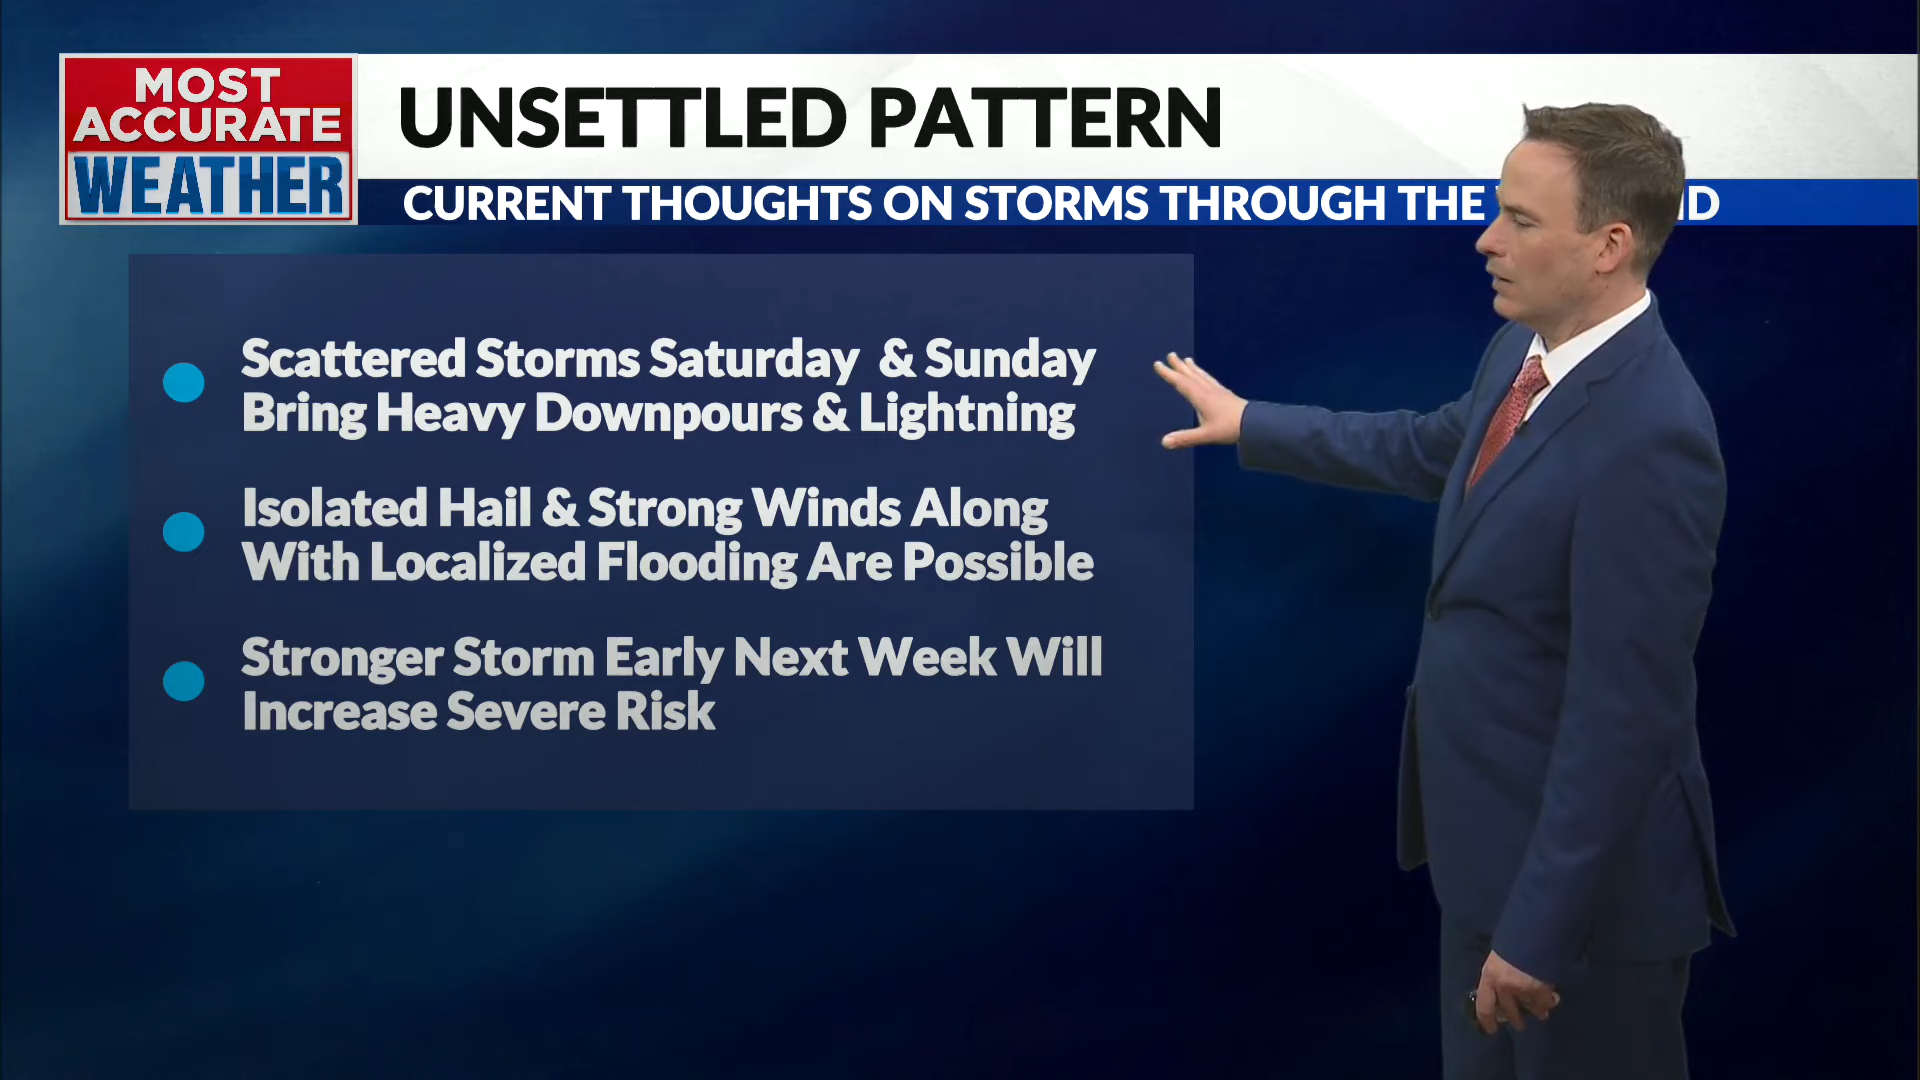 MOST
ACCURATE
WEATHER
UNSETTLED PATTERN
CURRENT THOUGHTS ON STORMS THROUGH THE
Scattered Storms Saturday & Sunday
Bring Heavy Downpours & Lightning
Isolated Hail & Strong Winds Along
With Localized Flooding Are Possible
Stronger Storm Early Next Week Will
Increase Severe Risk